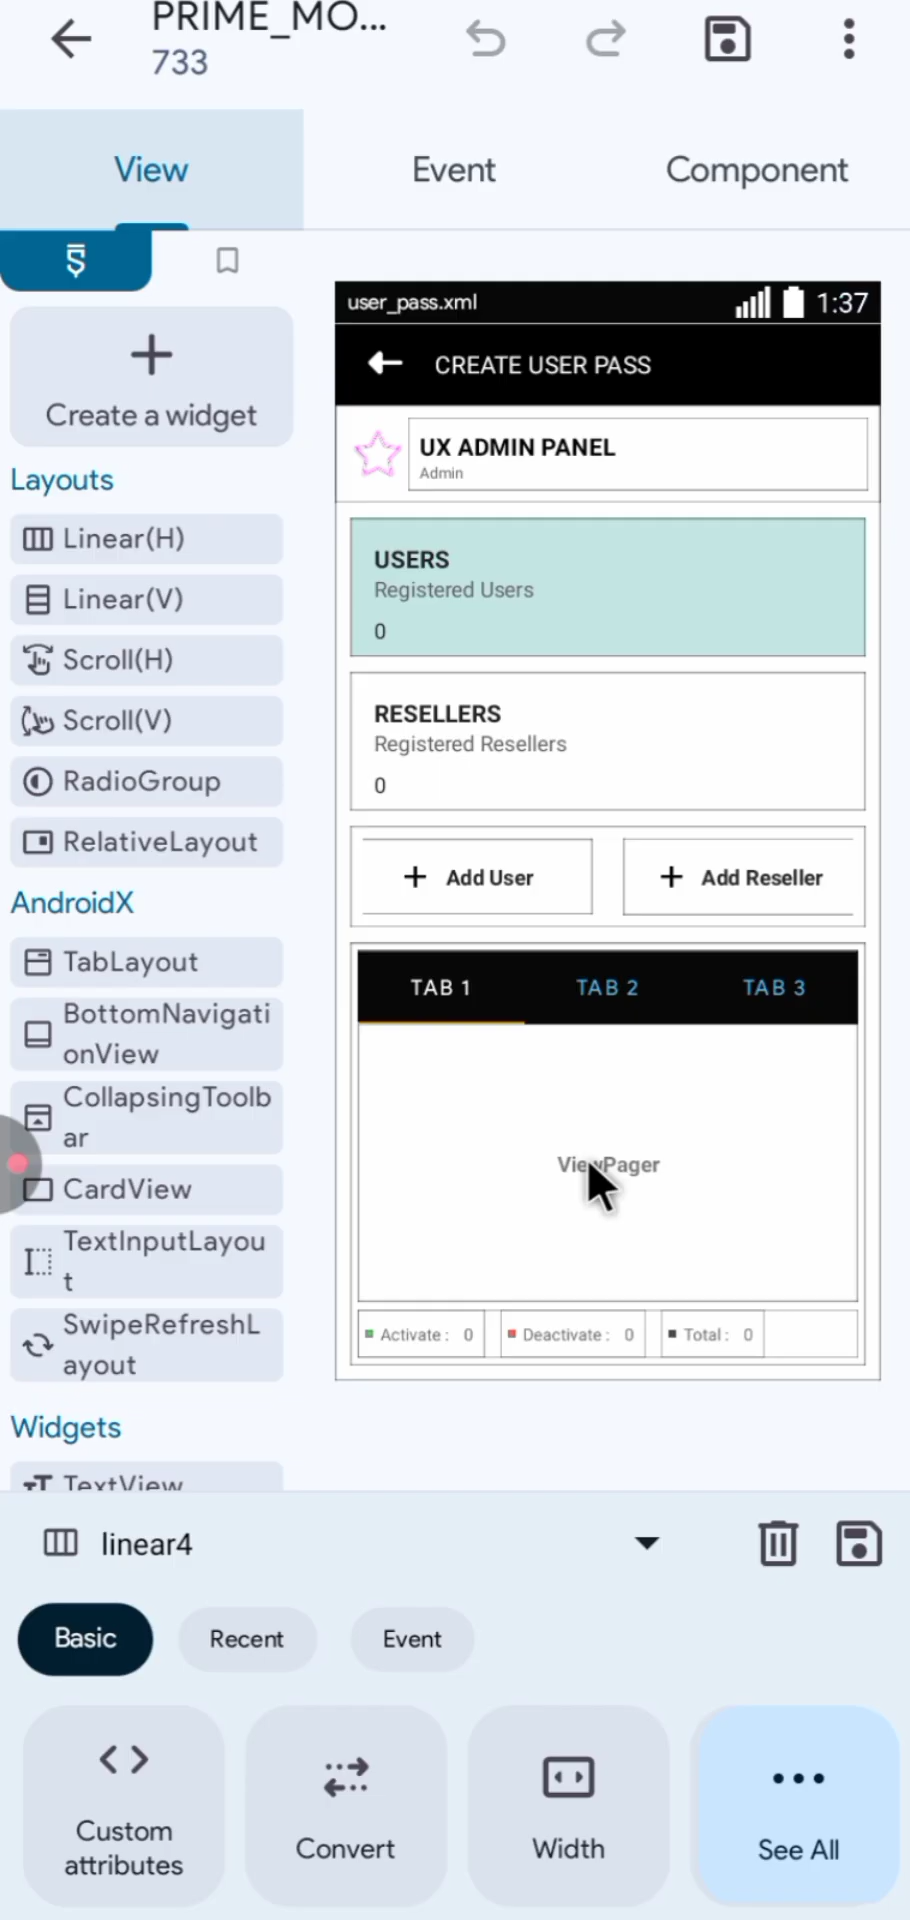 PRIME_MO...
733
View
Event
Component
Create a widget
Layouts
Linear(H)
Linear(V)
Scroll(H)
Scroll(V)
RadioGroup
RelativeLayout
AndroidX
TabLayout
BottomNavigati
onView
CollapsingToolb
ar
CardView
TextInputLayou
t
SwipeRefreshL
ayout
Widgets
TextView
user_pass.xml
1:37
CREATE USER PASS
UX ADMIN PANEL
Admin
USERS
Registered Users
0
RESELLERS
Registered Resellers
0
Add User
Add Reseller
TAB 1
TAB 2
TAB 3
ViewPager
Activate : 0
Deactivate : 0
Total : 0
linear4
Basic
Recent
Event
Custom
attributes
Convert
Width
See All